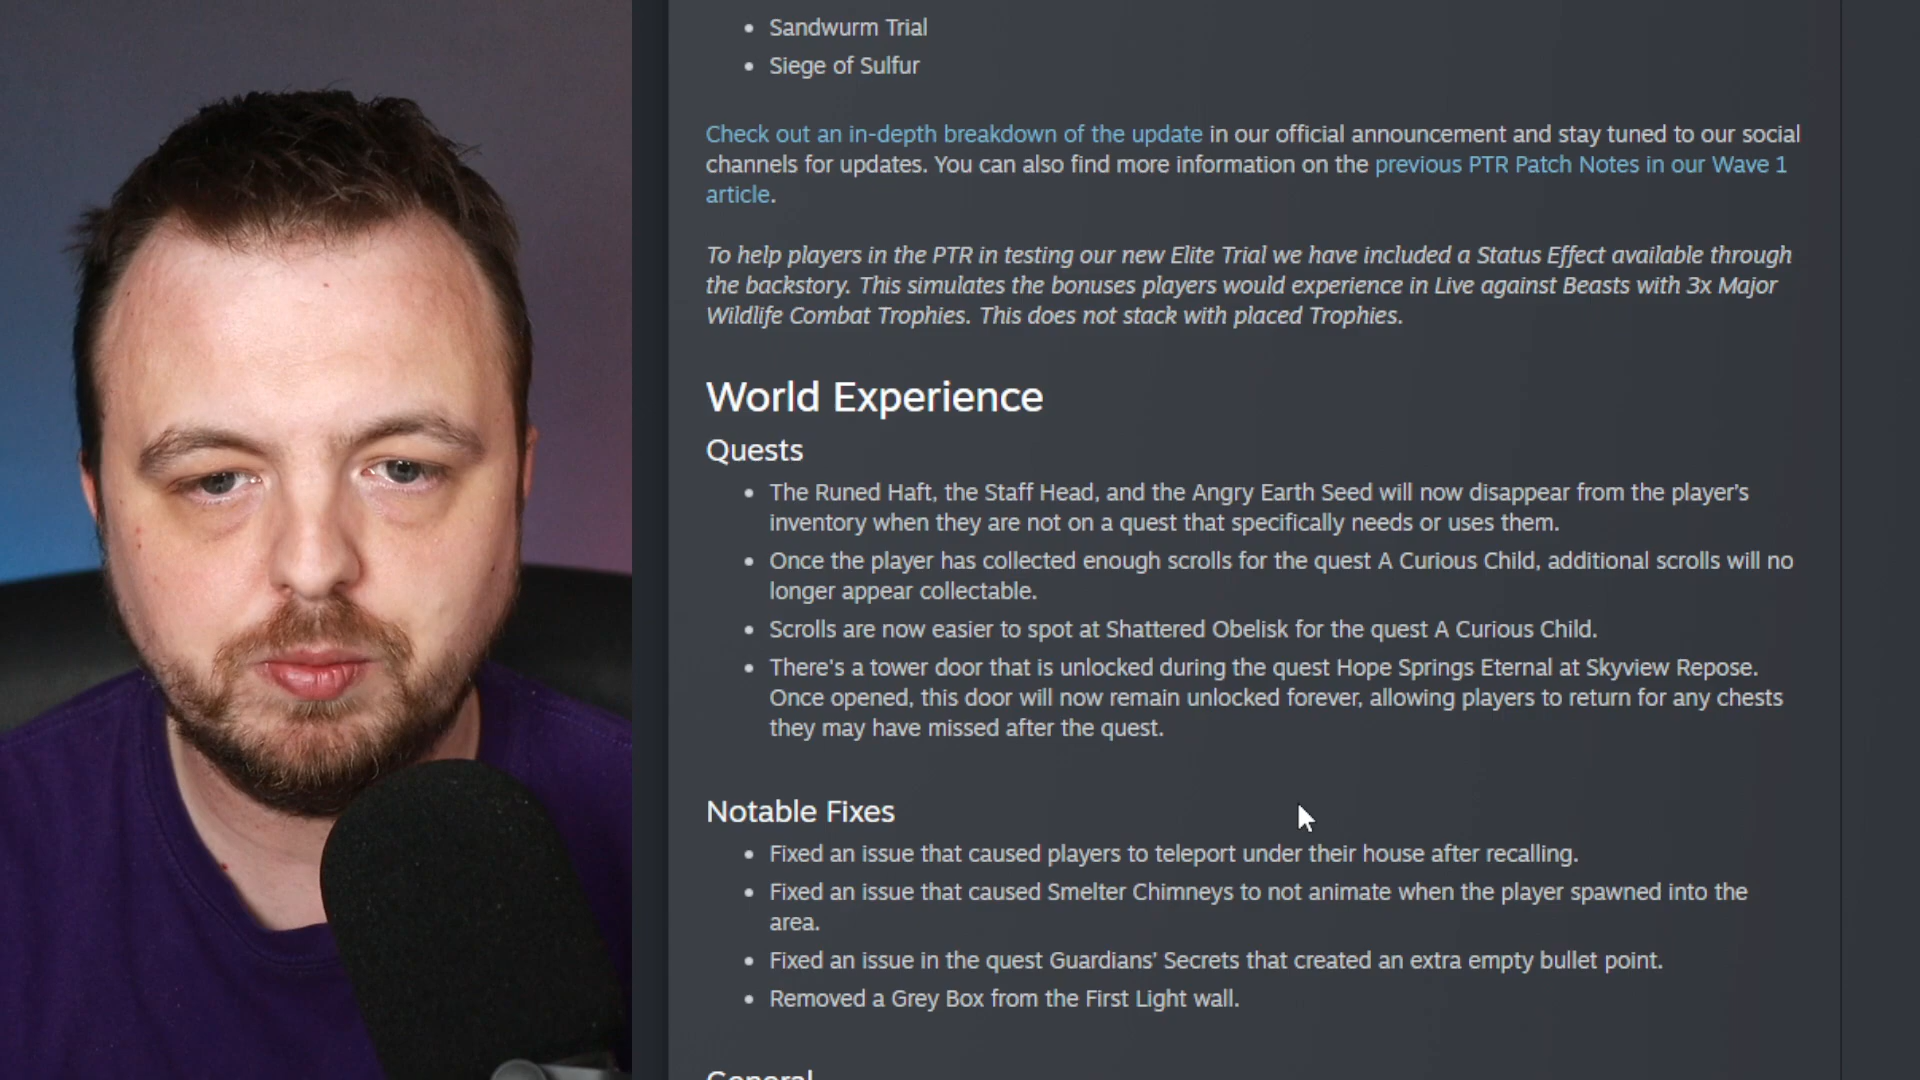 Sandwurm Trial
Siege of Sulfur
Check out an in-depth breakdown of the update in our official announcement and stay tuned to our social
channels for updates. You can also find more information on the previous PTR Patch Notes in our Wave 1
article.
To help players in the PTR in testing our new Elite Trial we have included a Status Effect available through
the backstory. This simulates the bonuses players would experience in Live against Beasts with 3x Major
Wildlife Combat Trophies. This does not stack with placed Trophies.
World Experience
Quests
The Runed Haft, the Staff Head, and the Angry Earth Seed will now disappear from the player's
inventory when they are not on a quest that specifically needs or uses them.
Once the player has collected enough scrolls for the quest A Curious Child, additional scrolls will no
longer appear collectable.
Scrolls are now easier to spot at Shattered Obelisk for the quest A Curious Child.
There's a tower door that is unlocked during the quest Hope Springs Eternal at Skyview Repose.
Once opened, this door will now remain unlocked forever, allowing players to return for any chests
they may have missed after the quest.
Notable Fixes
Fixed an issue that caused players to teleport under their house after recalling.
Fixed an issue that caused Smelter Chimneys to not animate when the player spawned into the
area.
Fixed an issue in the quest Guardians' Secrets that created an extra empty bullet point.
Removed a Grey Box from the First Light wall.
General